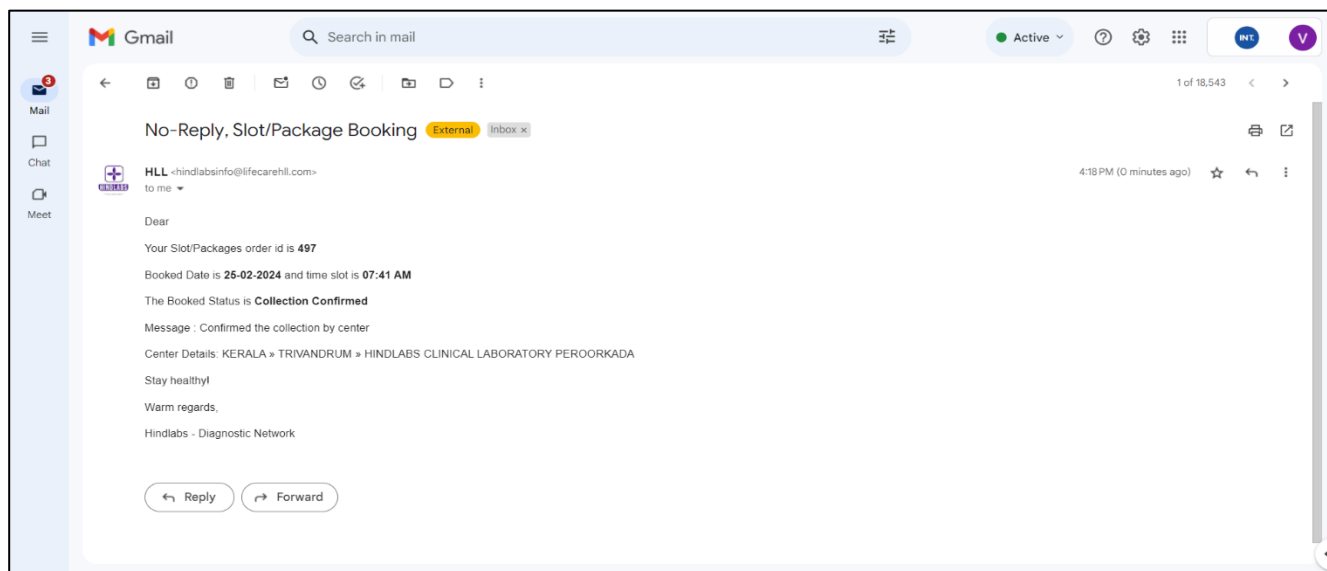 Gmail
Search in mail
Active
INT.
V
3
Mail
Chat
Meet
1 of 18,543
No-Reply, Slot/Package Booking External Inbox ×
HINDLABS
HLL <hindlabsinfo@lifecarehll.com> 4:18 PM (0 minutes ago)
to me
Dear
Your Slot/Packages order id is 497
Booked Date is 25-02-2024 and time slot is 07:41 AM
The Booked Status is Collection Confirmed
Message : Confirmed the collection by center
Center Details: KERALA » TRIVANDRUM » HINDLABS CLINICAL LABORATORY PEROORKADA
Stay healthy!
Warm regards,
Hindlabs - Diagnostic Network
Reply Forward